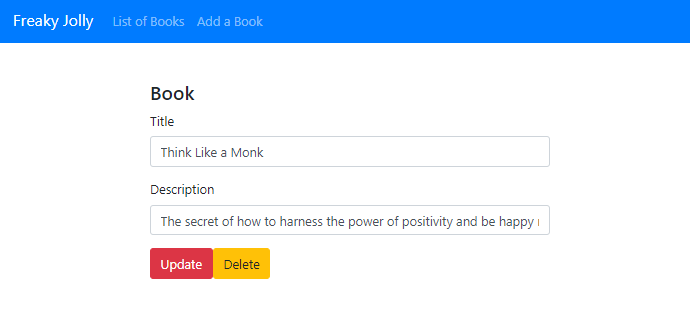 Freaky Jolly List of Books Add a Book
Book
Title
Think Like a Monk
Description
The secret of how to harness the power of positivity and be happy
Update Delete